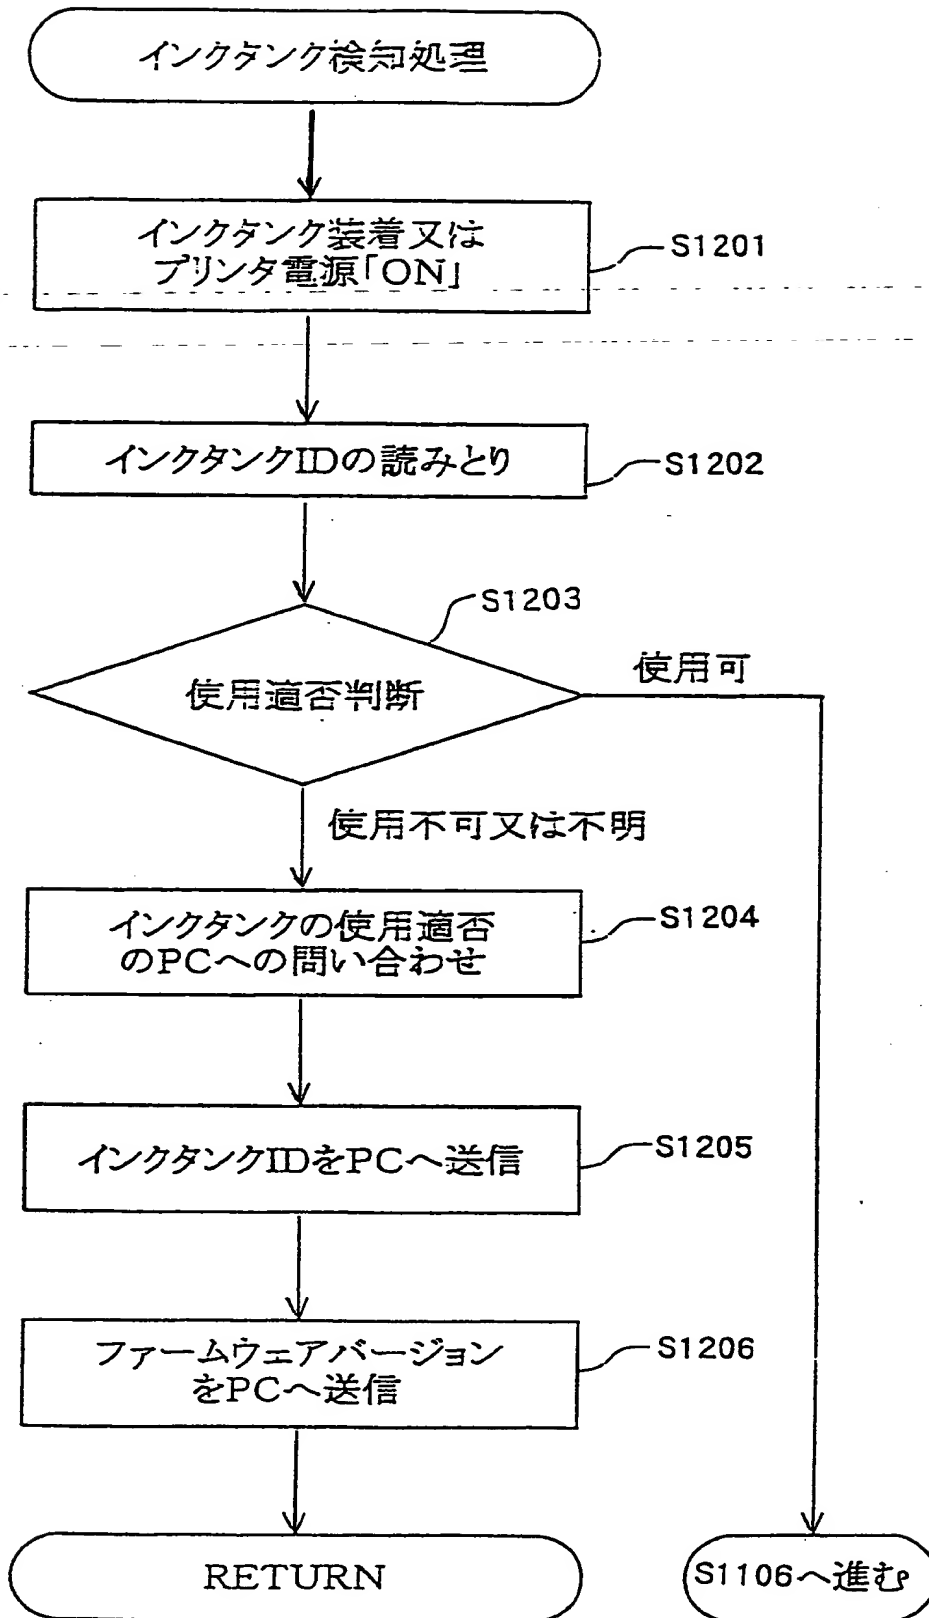 インクタンク検知処理
インクタンク装着又は
プリンタ電源「ON」
S1201
インクタンクIDの読みとり
S1202
S1203
使用適否判断
使用可
使用不可又は不明
インクタンクの使用適否
のPCへの問い合わせ
S1204
インクタンクIDをPCへ送信
S1205
ファームウェアバージョン
をPCへ送信
S1206
RETURN
S1106へ進む